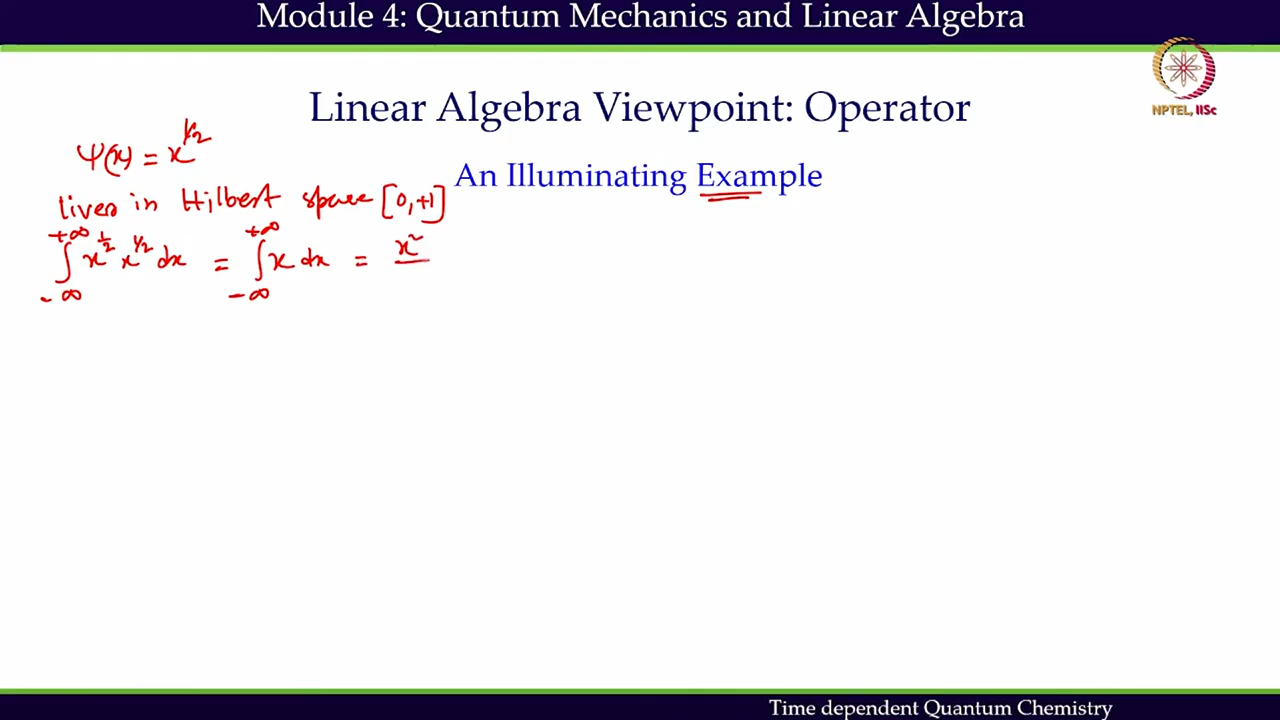 Module 4: Quantum Mechanics and Linear Algebra
NPTEL, IISc
Linear Algebra Viewpoint: Operator
An Illuminating Example
ψ(x) = x^{1/2}
lives in Hilbert space [0,+1]
∫_{-∞}^{+∞} x^{1/2} x^{1/2} dx = ∫_{-∞}^{+∞} x dx = x²
Time dependent Quantum Chemistry